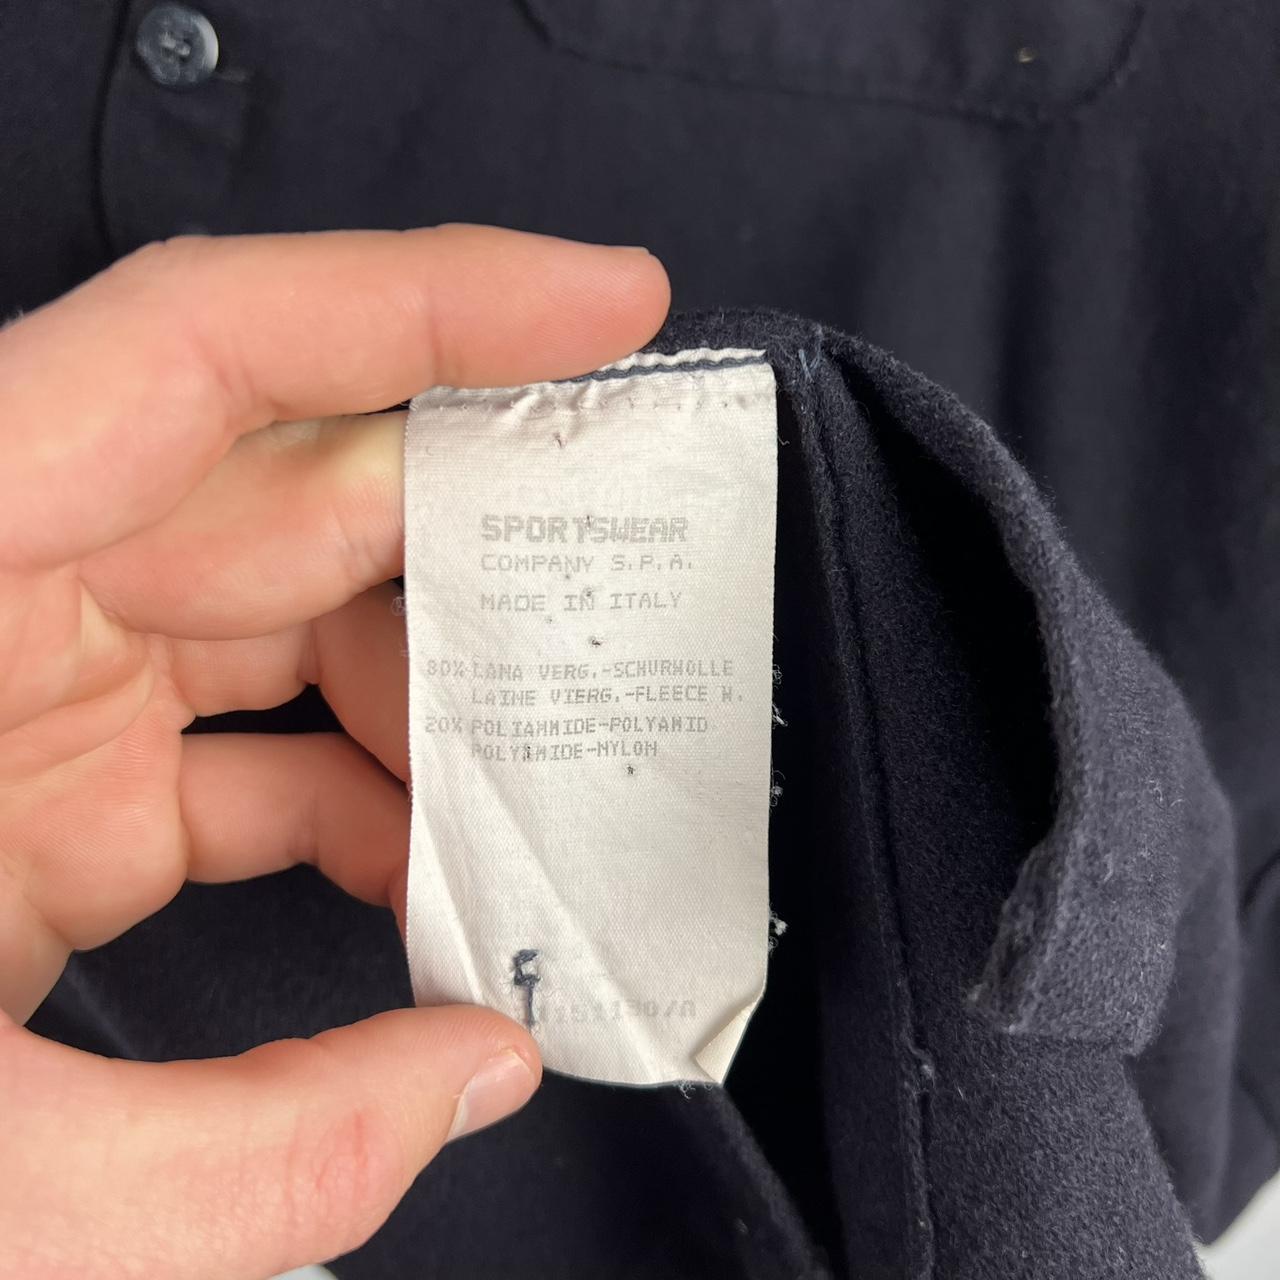 SPORTSWEAR
COMPANY S.P.A.
MADE IN ITALY
80% LANA VERG.-SCHURWOLLE
LAINE VIERG.-FLEECE W.
20% POLIAMMIDE-POLYAMID
POLYAMIDE-NYLON